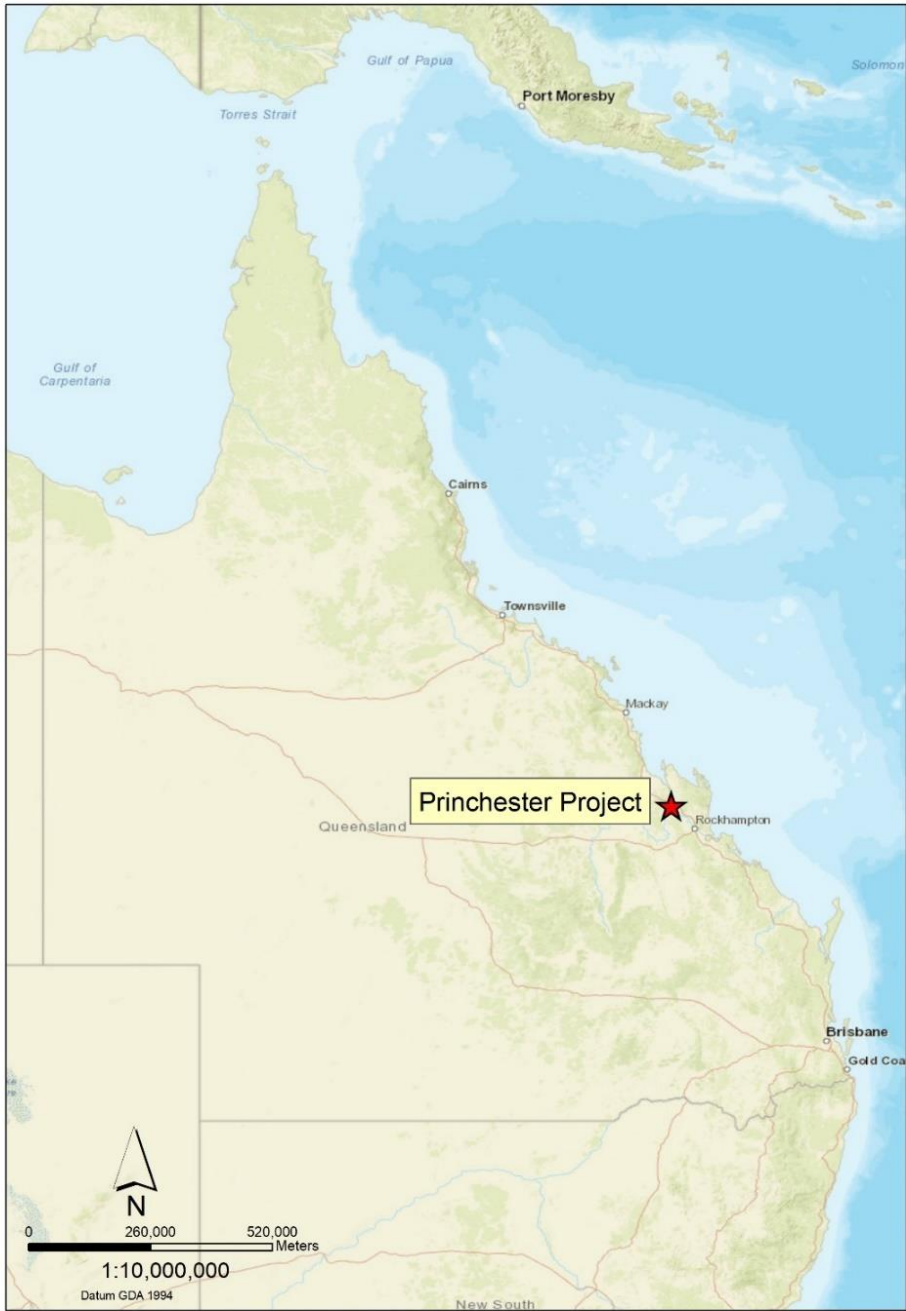 Gulf of Papua
Solomon
Port Moresby
Torres Strait
Gulf of
Carpentaria
Cairns
Townsville
Mackay
Princhester Project
Rockhampton
Queensland
Brisbane
Gold Coa
N
0 260,000 520,000
Meters
1:10,000,000
Datum GDA 1994
New South